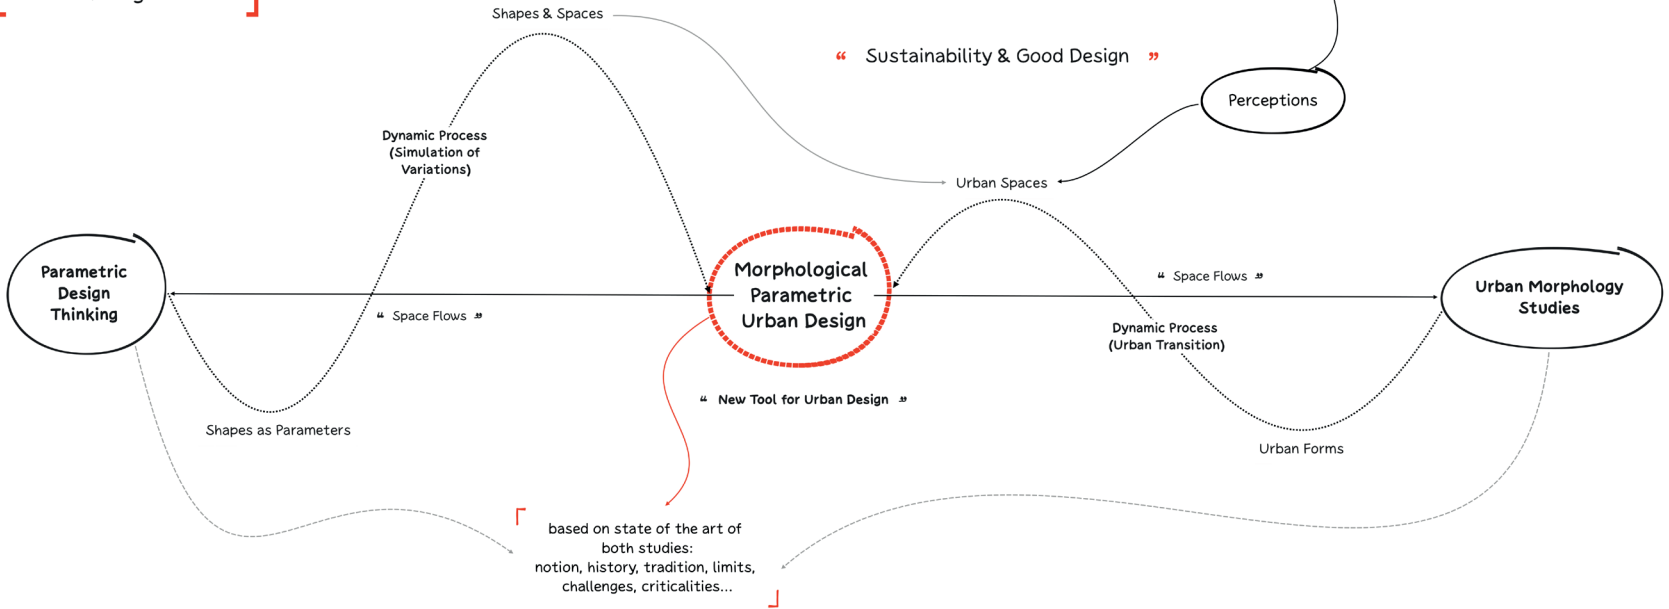 Shapes & Spaces
“ Sustainability & Good Design ”
Perceptions
Dynamic Process
(Simulation of
Variations)
Urban Spaces
Parametric
Design
Thinking
Morphological
Parametric
Urban Design
“ Space Flows ”
Urban Morphology
Studies
“ Space Flows ”
Dynamic Process
(Urban Transition)
“ New Tool for Urban Design ”
Shapes as Parameters
Urban Forms
based on state of the art of
both studies:
notion, history, tradition, limits,
challenges, criticalities...